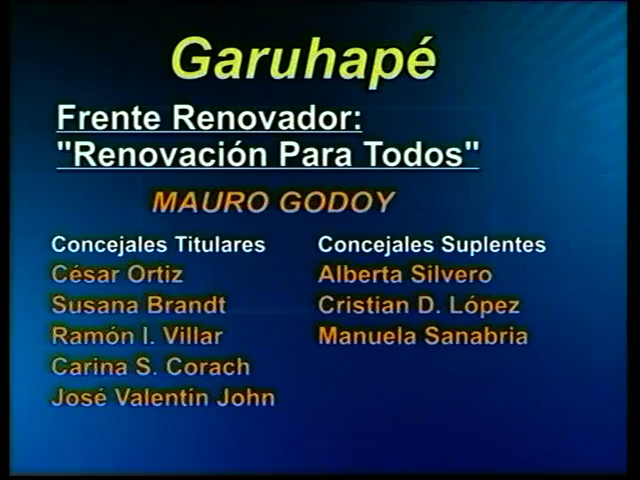 Garuhapé
Frente Renovador:
"Renovación Para Todos"
MAURO GODOY
Concejales Titulares
César Ortiz
Susana Brandt
Ramón I. Villar
Carina S. Corach
José Valentín John
Concejales Suplentes
Alberta Silvero
Cristian D. López
Manuela Sanabria